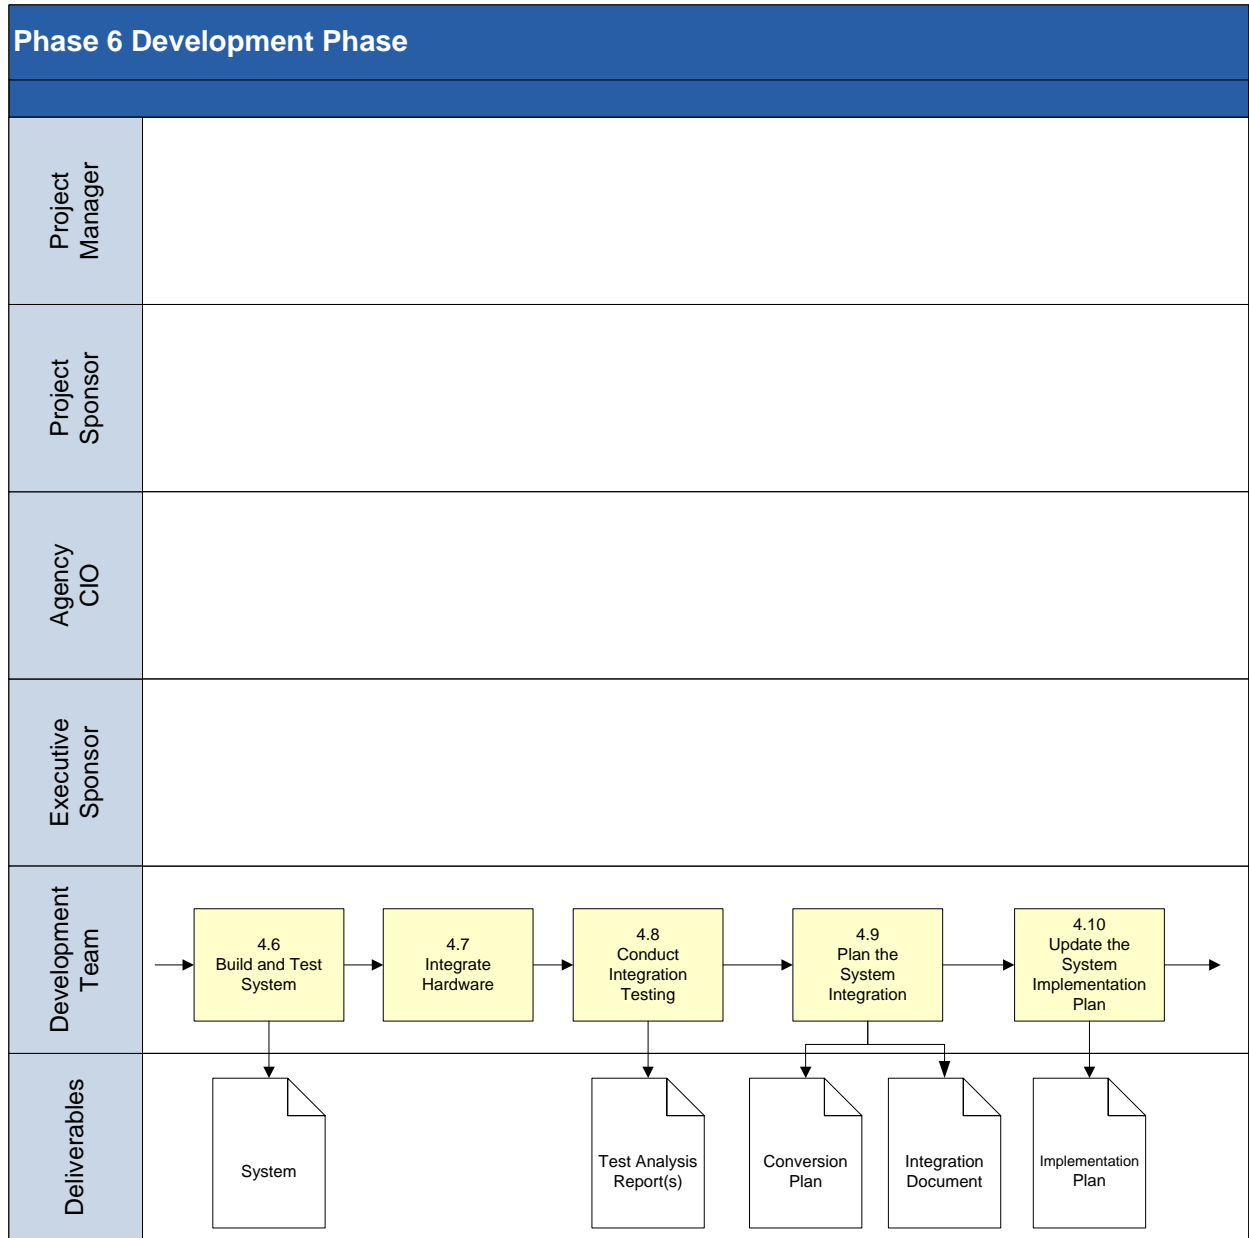 Phase 6 Development Phase
Project
Manager
Project
Sponsor
Agency
CIO
Executive
Sponsor
Development
Team
4.6
Build and Test
System
4.7
Integrate
Hardware
4.8
Conduct
Integration
Testing
4.9
Plan the
System
Integration
4.10
Update the
System
Implementation
Plan
Deliverables
System
Test Analysis
Report(s)
Conversion
Plan
Integration
Document
Implementation
Plan